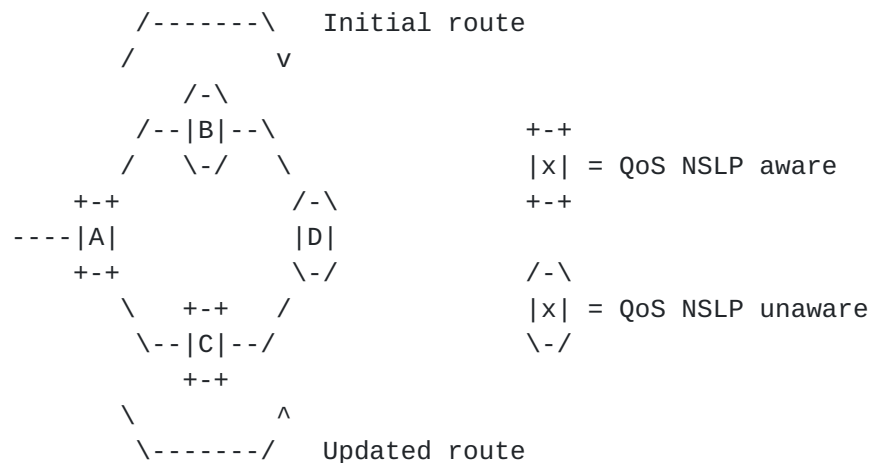 /-------\   Initial route
/         v
/-\
/--|B|--\                 +-+
/   \-/   \                |x| = QoS NSLP aware
+-+           /-\             +-+
----|A|           |D|
+-+           \-/             /-\
\   +-+   /                |x| = QoS NSLP unaware
\--|C|--/                 \-/
+-+
\         ^
\-------/   Updated route